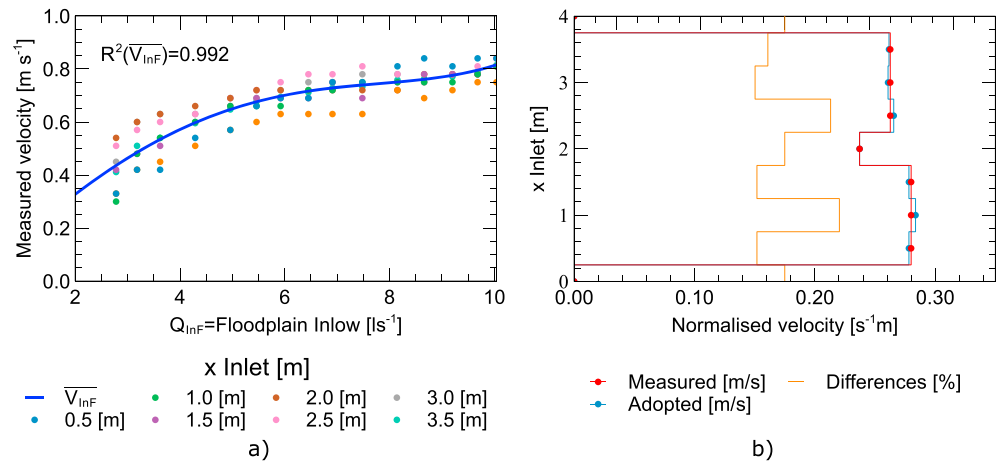 1.0
0.8
0.6
0.4
0.2
0.0
Measured velocity [m s⁻¹]
R²(V̅I̅n̅F̅)=0.992
2 4 6 8 10
Q_InF=Floodplain Inlow [ls⁻¹]
x Inlet [m]
V̅I̅n̅F̅ 1.0 [m] 2.0 [m] 3.0 [m]
0.5 [m] 1.5 [m] 2.5 [m] 3.5 [m]
a)
4
3
2
1
0
x Inlet [m]
0.00 0.10 0.20 0.30
Normalised velocity [s⁻¹m]
Measured [m/s] Differences [%]
Adopted [m/s]
b)